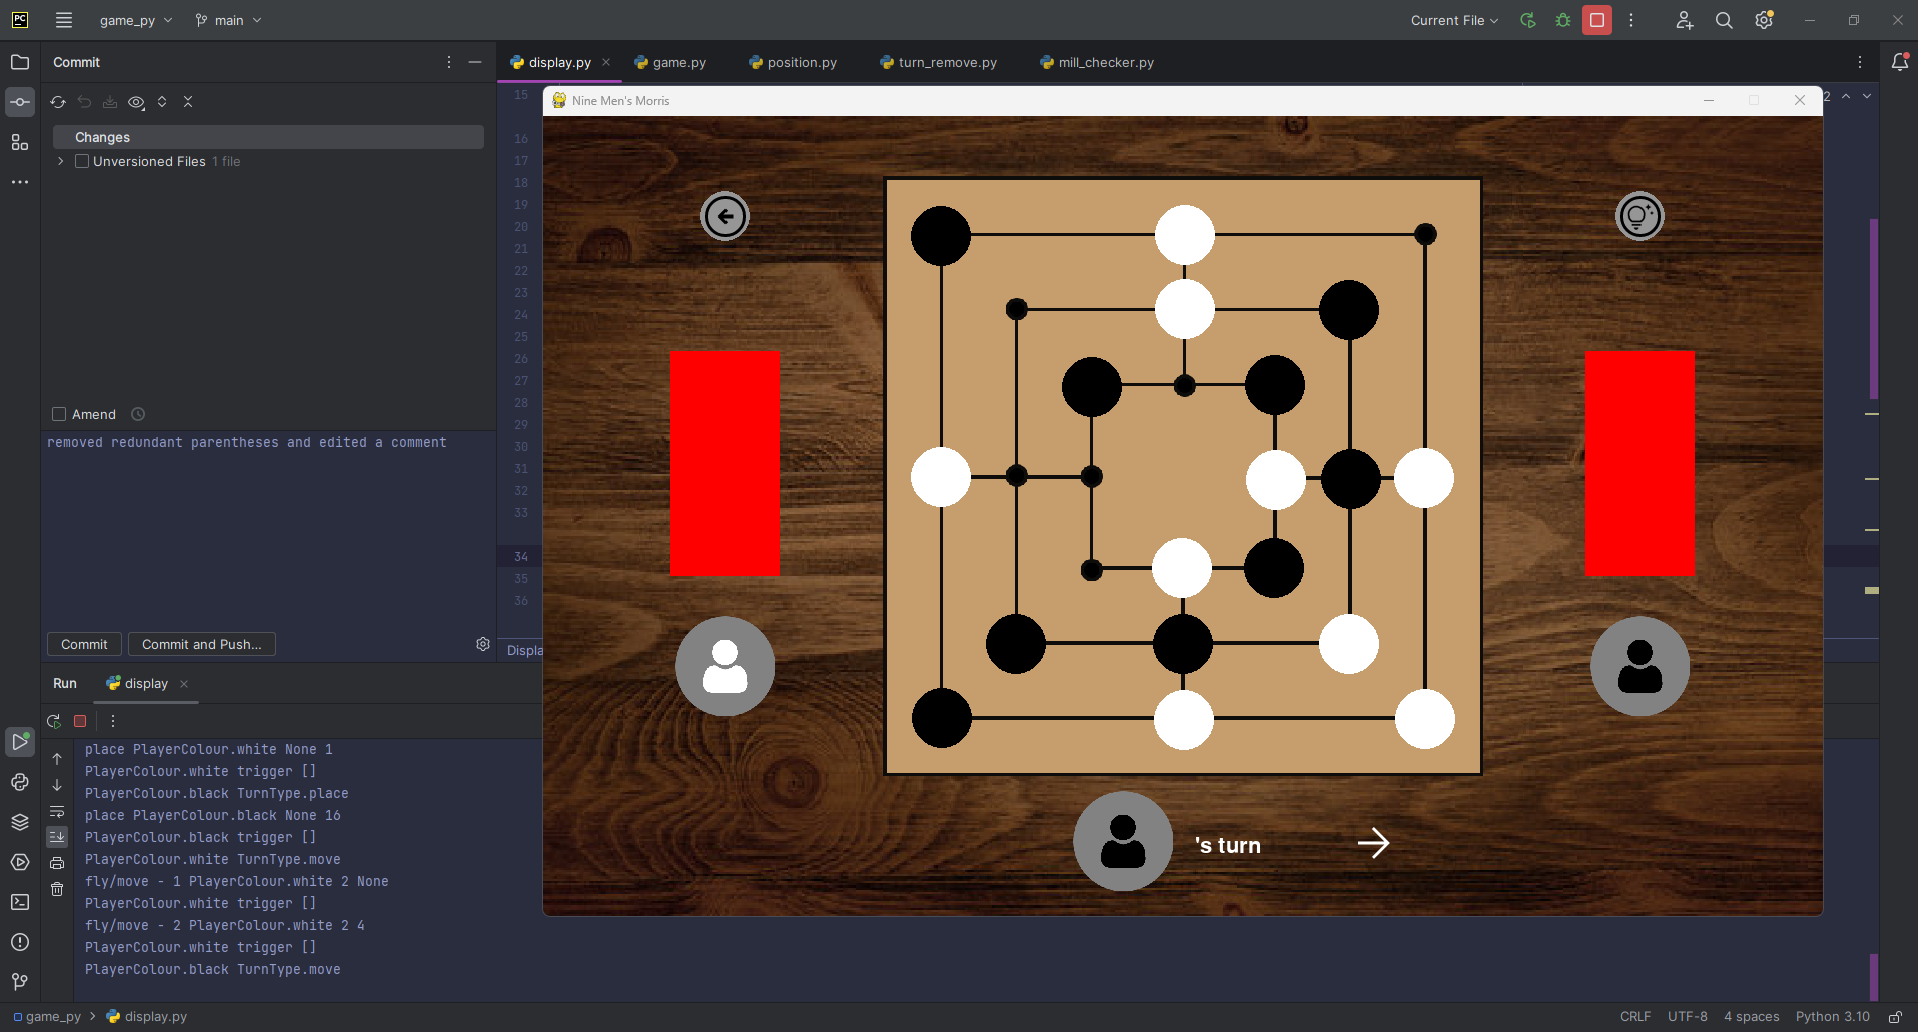 PC
game_py
main
Current File
Commit
display.py
game.py
position.py
turn_remove.py
mill_checker.py
Changes
Unversioned Files 1 file
Amend
removed redundant parentheses and edited a comment
Commit
Commit and Push...
15
16
17
18
19
20
21
22
23
24
25
26
27
28
29
30
31
32
33
34
35
36
2
Displa
Nine Men's Morris
's turn
Run
display
place PlayerColour.white None 1
PlayerColour.white trigger []
PlayerColour.black TurnType.place
place PlayerColour.black None 16
PlayerColour.black trigger []
PlayerColour.white TurnType.move
fly/move - 1 PlayerColour.white 2 None
PlayerColour.white trigger []
fly/move - 2 PlayerColour.white 2 4
PlayerColour.white trigger []
PlayerColour.black TurnType.move
game_py
display.py
CRLF
UTF-8
4 spaces
Python 3.10